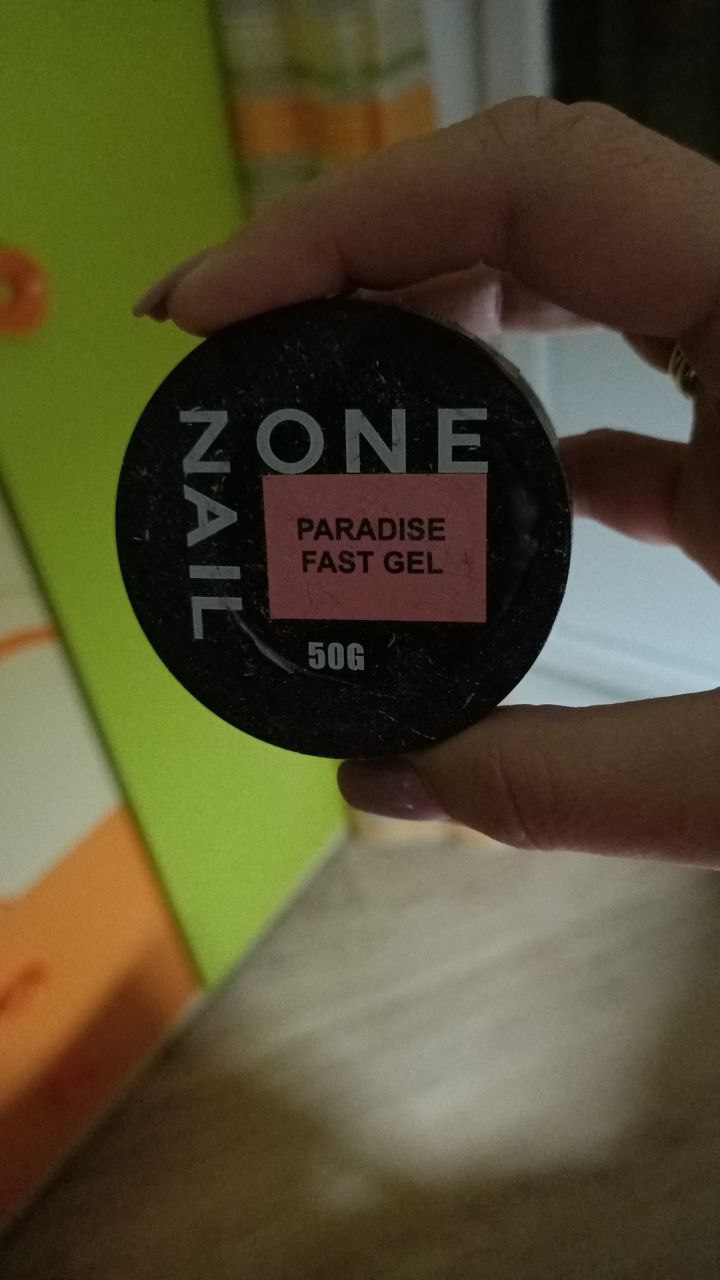 NAIL
ZONE
PARADISE
FAST GEL
50G